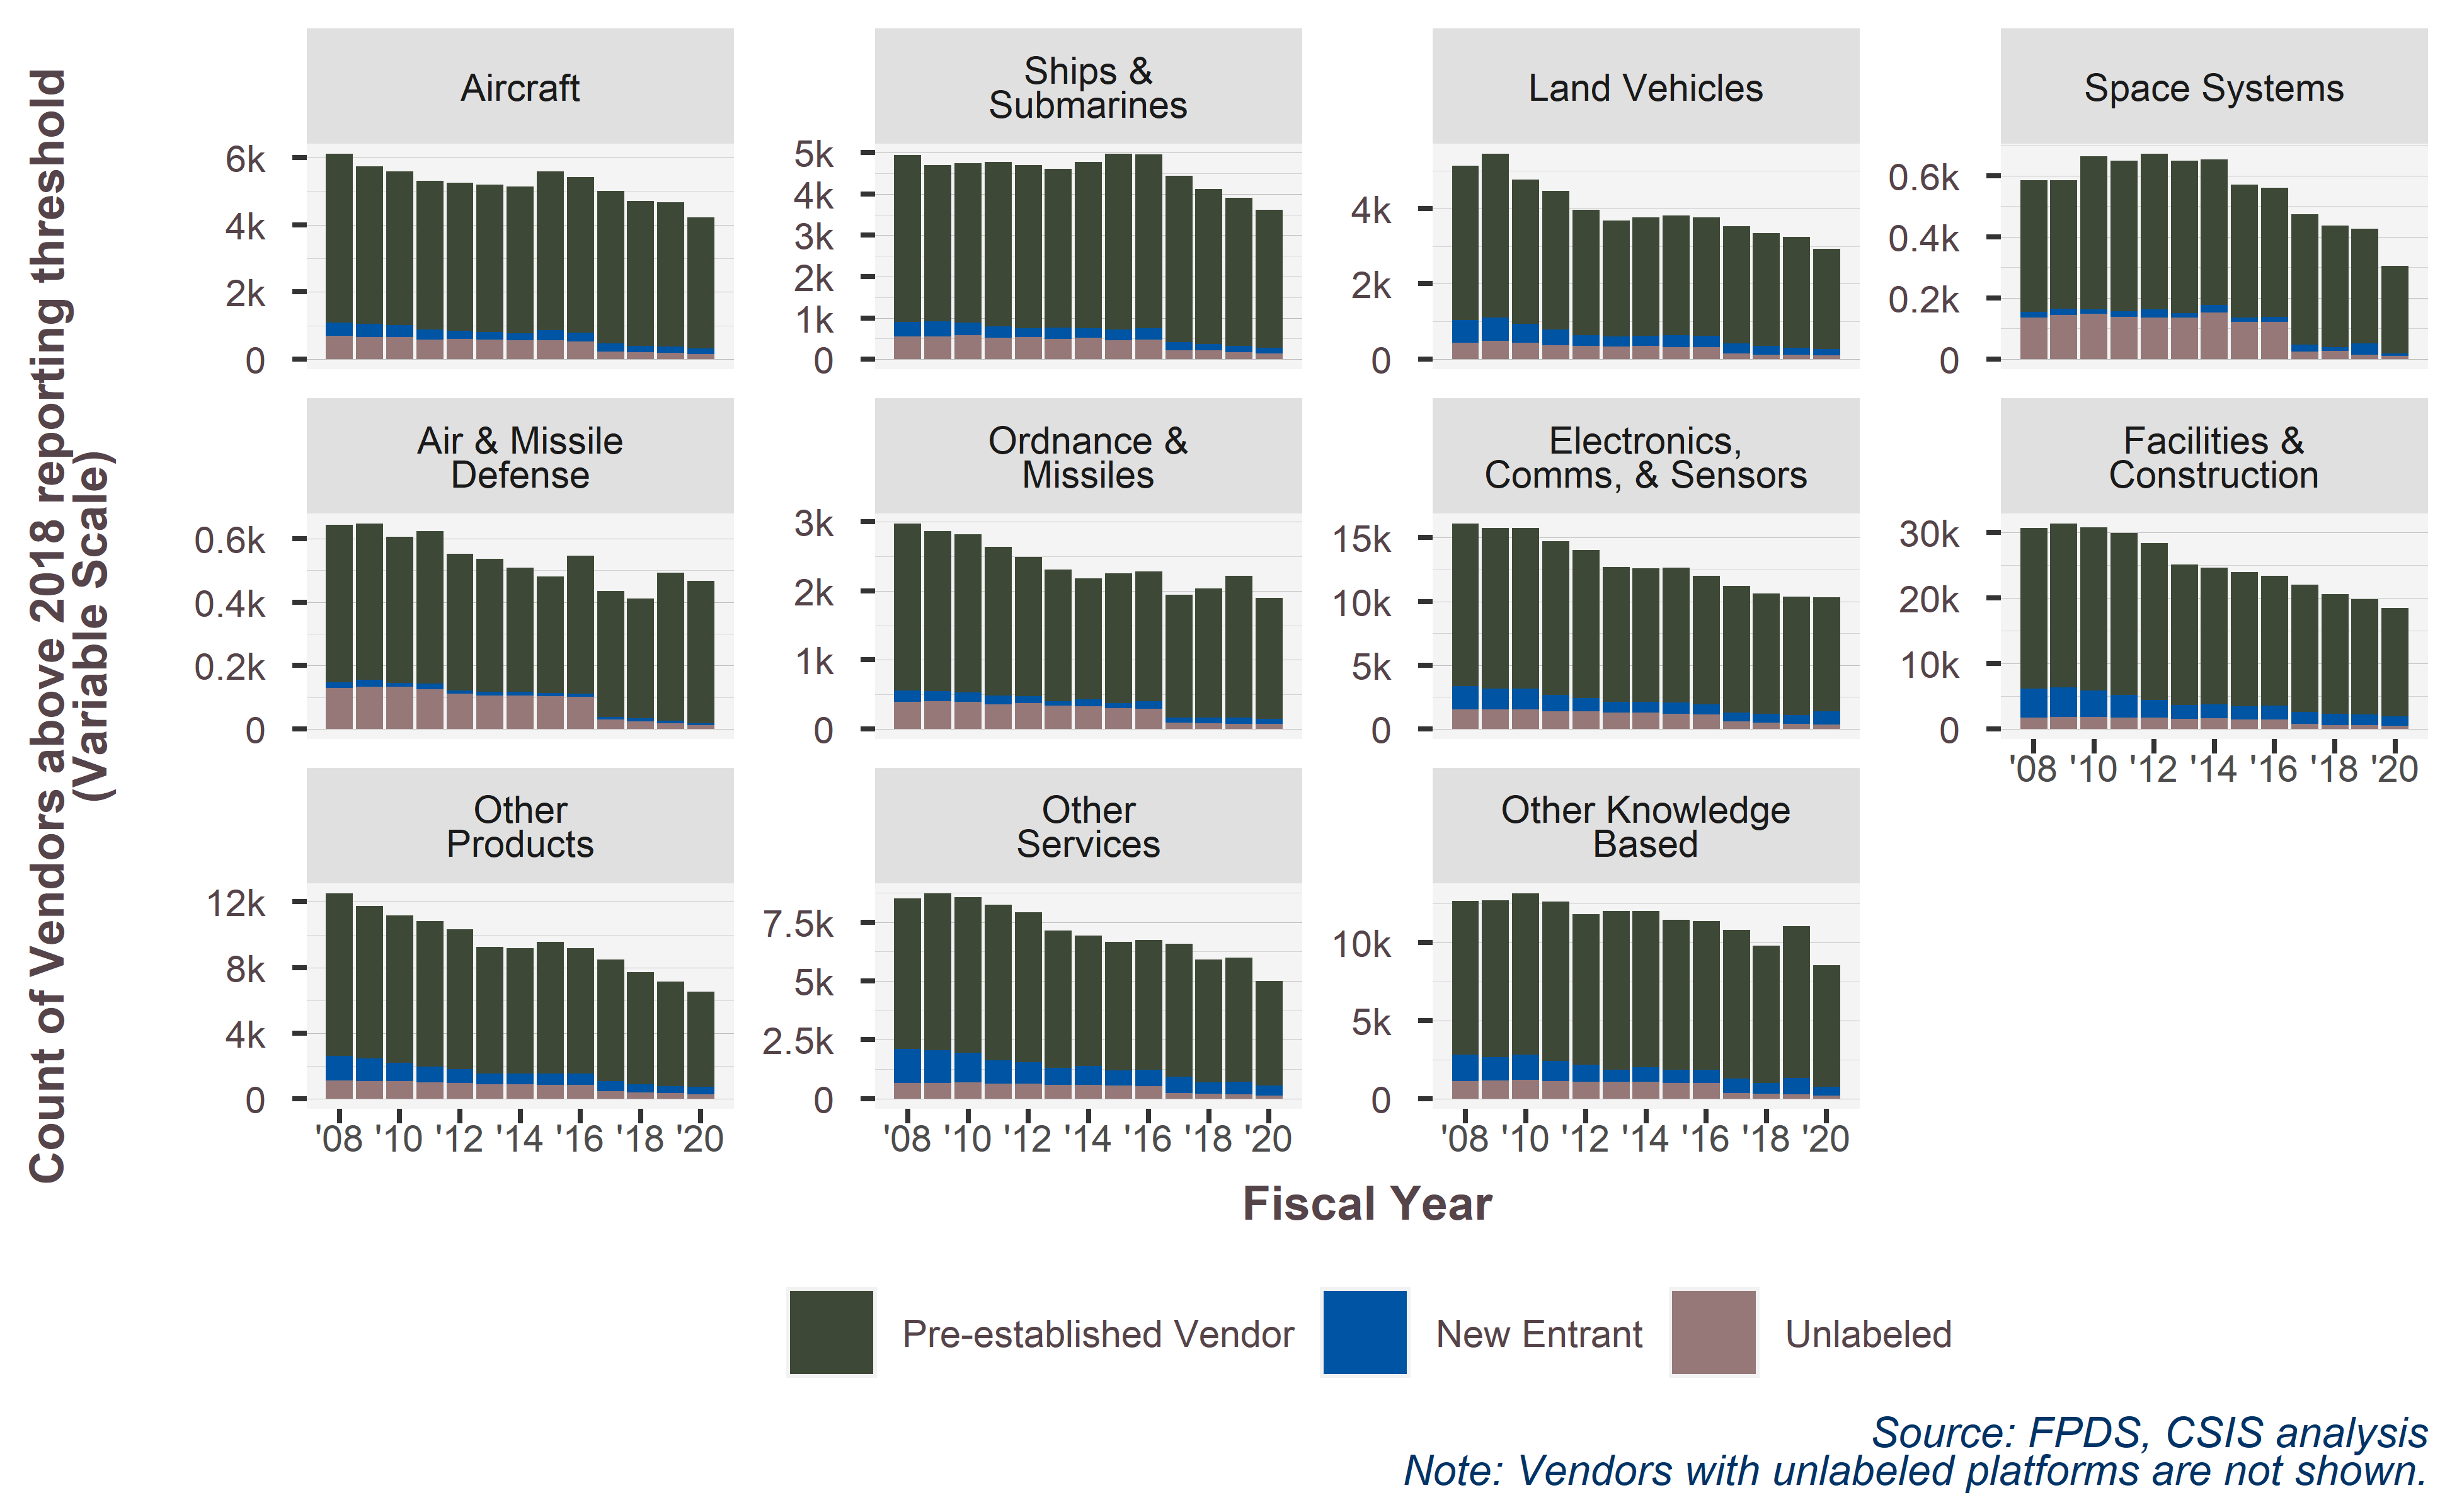 Count of Vendors above 2018 reporting threshold
(Variable Scale)
Aircraft
6k
4k
2k
0
Ships &
Submarines
5k
4k
3k
2k
1k
0
Land Vehicles
4k
2k
0
Space Systems
0.6k
0.4k
0.2k
0
Air & Missile
Defense
0.6k
0.4k
0.2k
0
Ordnance &
Missiles
3k
2k
1k
0
Electronics,
Comms, & Sensors
15k
10k
5k
0
Facilities &
Construction
30k
20k
10k
0
'08 '10 '12 '14 '16 '18 '20
Other
Products
12k
8k
4k
0
'08 '10 '12 '14 '16 '18 '20
Other
Services
7.5k
5k
2.5k
0
'08 '10 '12 '14 '16 '18 '20
Other Knowledge
Based
10k
5k
0
'08 '10 '12 '14 '16 '18 '20
Fiscal Year
Pre-established Vendor New Entrant Unlabeled
Source: FPDS, CSIS analysis
Note: Vendors with unlabeled platforms are not shown.